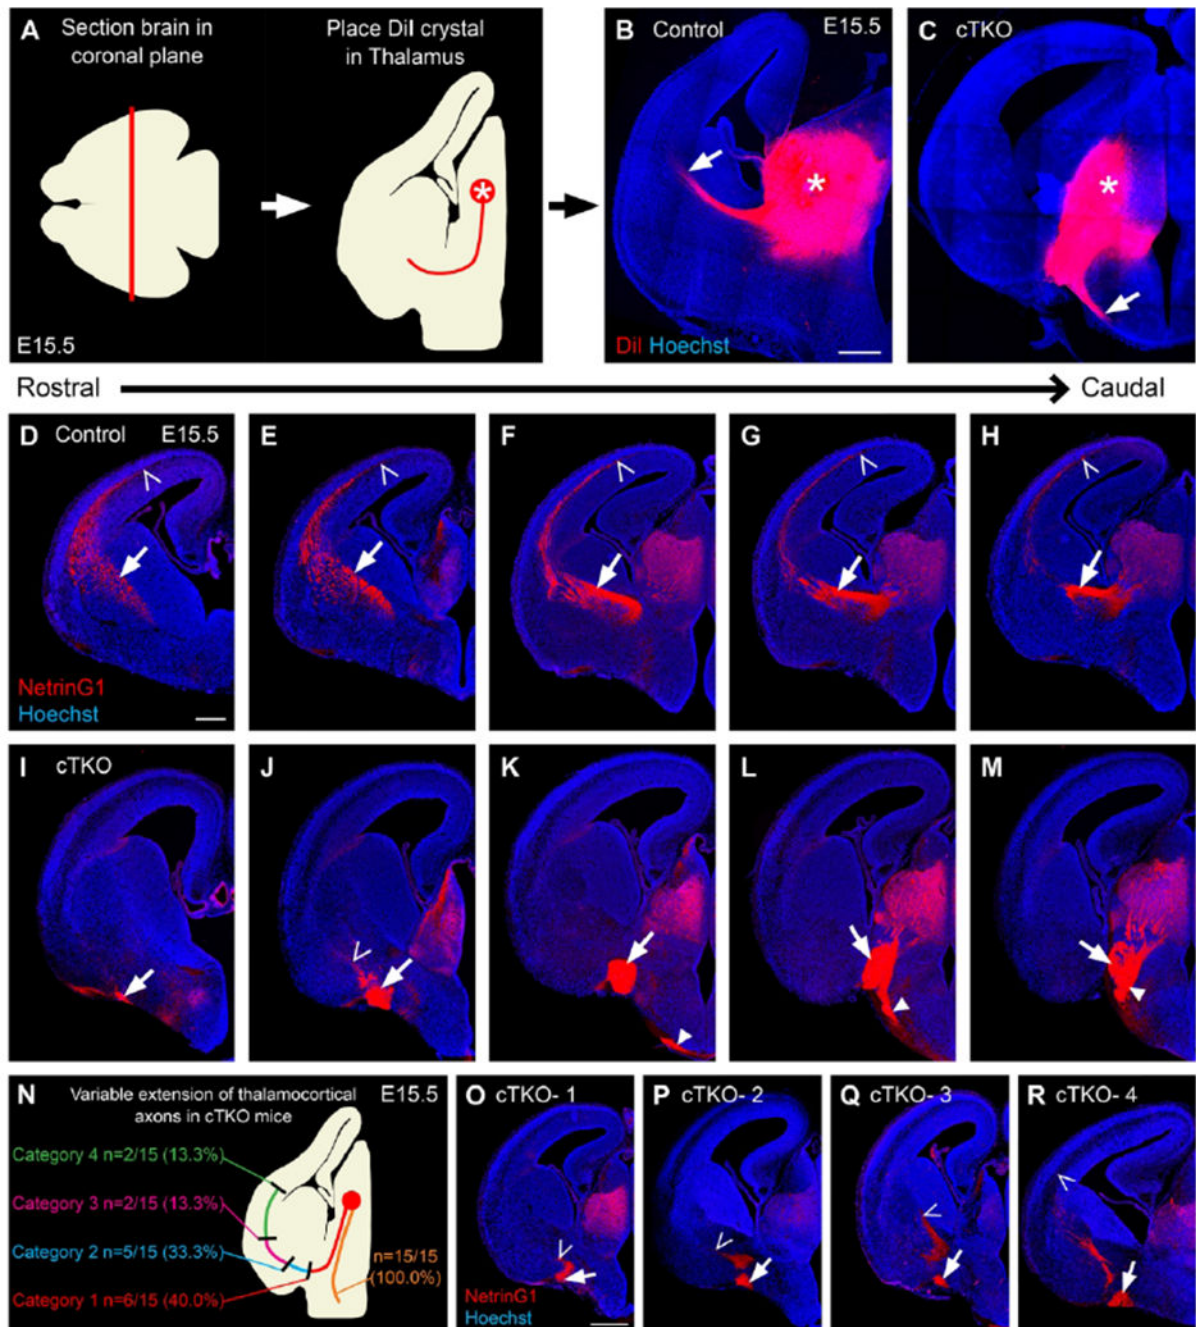 A Section brain in
coronal plane
Place DiI crystal
in Thalamus
E15.5
B Control E15.5
DiI Hoechst
C cTKO
Rostral
Caudal
D Control E15.5
NetrinG1
Hoechst
E
F
G
H
I cTKO
J
K
L
M
N Variable extension of thalamocortical
axons in cTKO mice
E15.5
Category 4 n=2/15 (13.3%)
Category 3 n=2/15 (13.3%)
Category 2 n=5/15 (33.3%)
Category 1 n=6/15 (40.0%)
n=15/15
(100.0%)
O cTKO- 1
NetrinG1
Hoechst
P cTKO- 2
Q cTKO- 3
R cTKO- 4